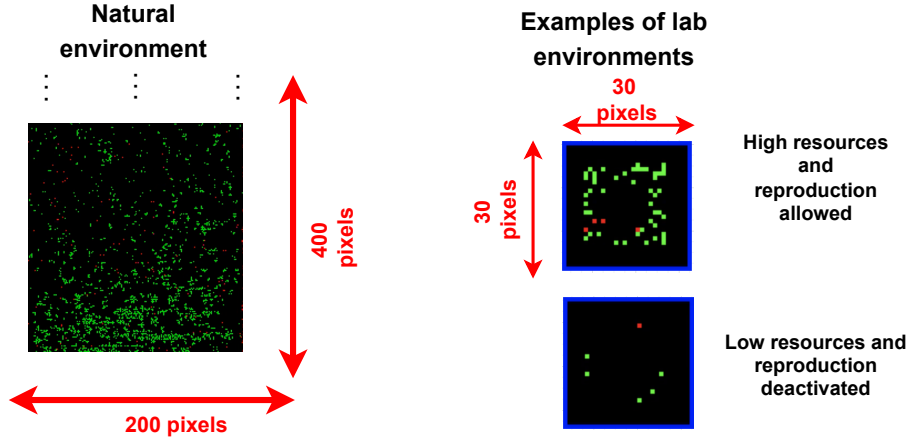 Natural
environment
400
pixels
200 pixels
Examples of lab
environments
30
pixels
30
pixels
High resources
and
reproduction
allowed
Low resources and
reproduction
deactivated